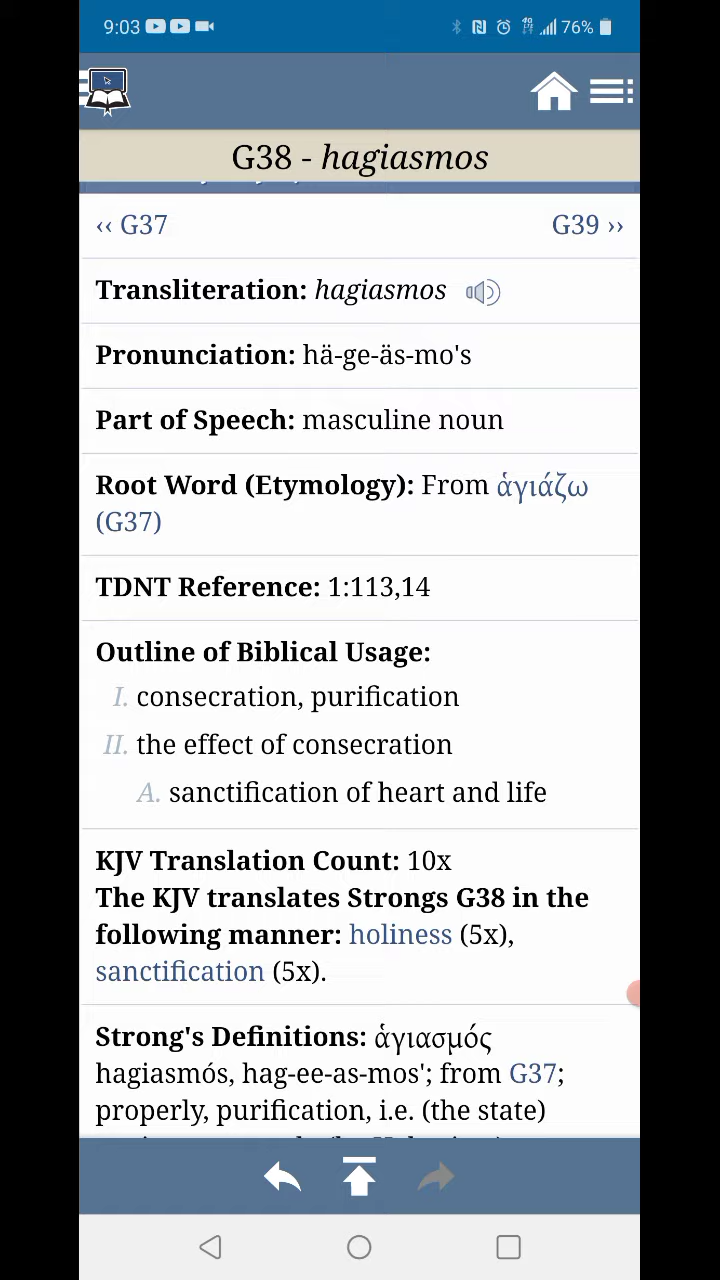 9:03 4G 76%
G38 - hagiasmos
‹‹ G37 G39 ››
Transliteration: hagiasmos
Pronunciation: hä-ge-äs-mo's
Part of Speech: masculine noun
Root Word (Etymology): From ἁγιάζω
(G37)
TDNT Reference: 1:113,14
Outline of Biblical Usage:
I. consecration, purification
II. the effect of consecration
A. sanctification of heart and life
KJV Translation Count: 10x
The KJV translates Strongs G38 in the
following manner: holiness (5x),
sanctification (5x).
Strong's Definitions: ἁγιασμός
hagiasmós, hag-ee-as-mos'; from G37;
properly, purification, i.e. (the state)